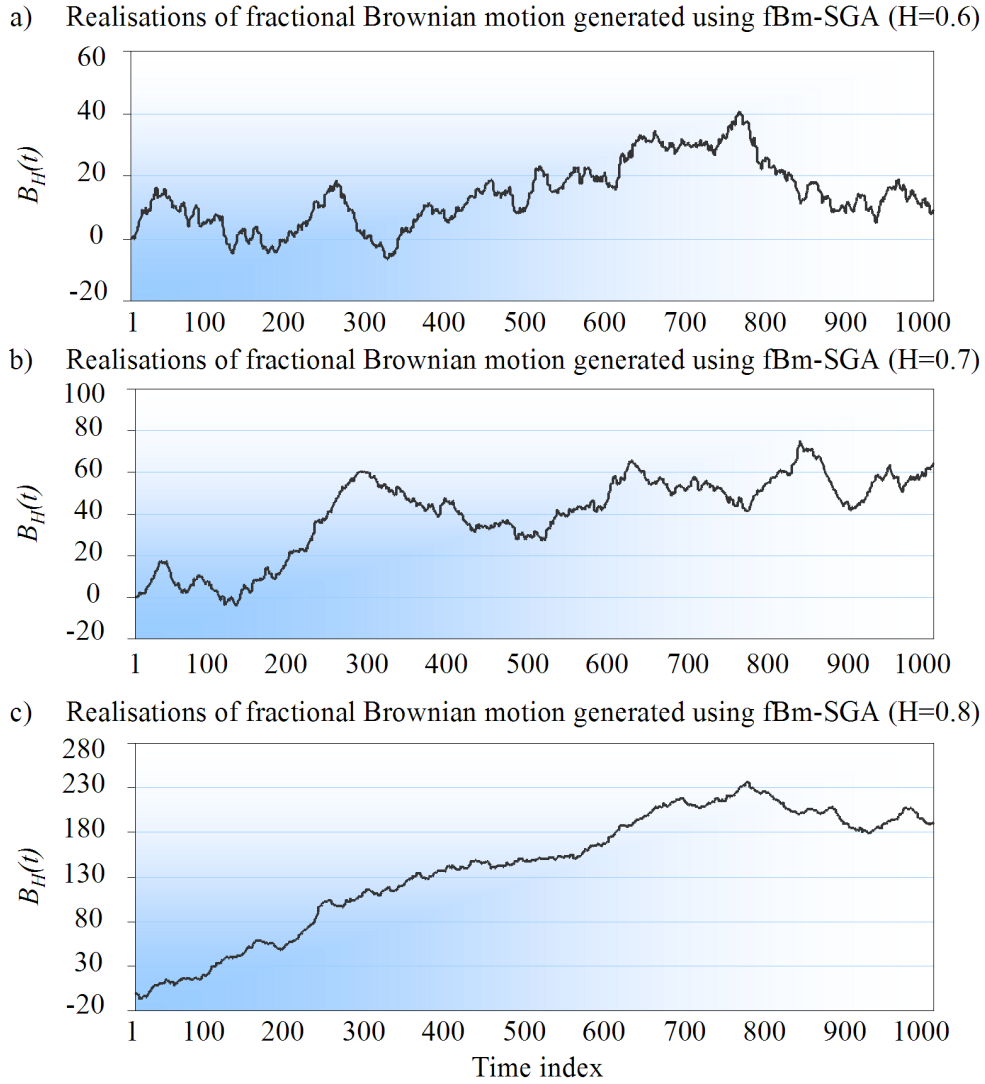 a) Realisations of fractional Brownian motion generated using fBm-SGA (H=0.6)
60
40
20
0
-20
B_H(t)
1 100 200 300 400 500 600 700 800 900 1000
b) Realisations of fractional Brownian motion generated using fBm-SGA (H=0.7)
100
80
60
40
20
0
-20
B_H(t)
1 100 200 300 400 500 600 700 800 900 1000
c) Realisations of fractional Brownian motion generated using fBm-SGA (H=0.8)
280
230
180
130
80
30
-20
B_H(t)
1 100 200 300 400 500 600 700 800 900 1000
Time index